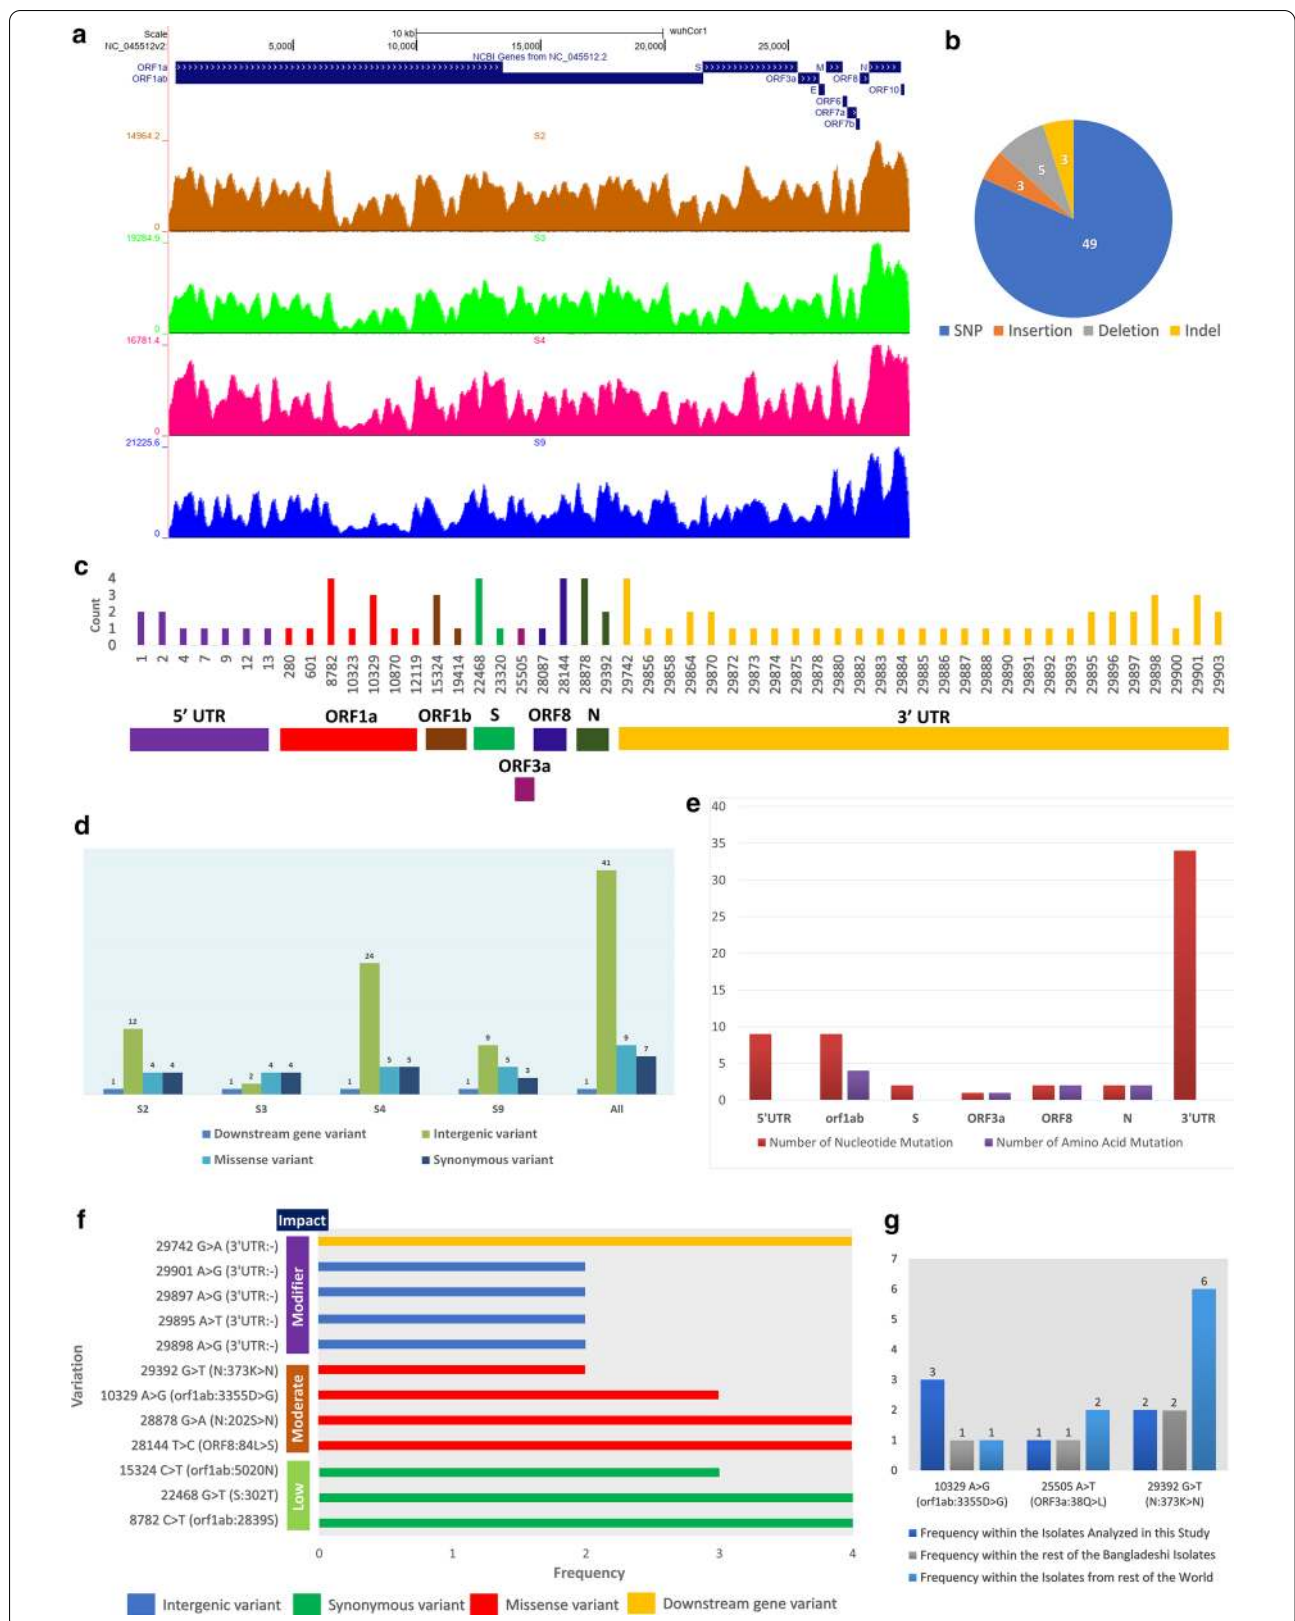 a
Scale
10 kb
wuhCor1
NC_045512v2:
5,000
10,000
15,000
20,000
25,000
NCBI Genes from NC_045512.2
ORF1a
S
M
N
ORF1ab
ORF3a
ORF8
E
ORF10
ORF6
ORF7a
ORF7b
14964.2
S2
0
19284.9
S3
0
16781.4
S4
0
21225.6
S9
0
b
3
5
3
49
SNP Insertion Deletion Indel
c
Count
4
3
2
1
0
1 2 4 7 9 12 13 280 601 8782 10323 10329 10870 12119 15324 19414 22468 23320 25505 28087 28144 28878 29392 29742 29856 29858 29864 29870 29872 29873 29874 29875 29878 29880 29882 29883 29884 29885 29886 29887 29888 29890 29891 29892 29893 29895 29896 29897 29898 29900 29901 29903
5' UTR ORF1a ORF1b S ORF8 N 3' UTR
ORF3a
d
1 12 4 4 1 2 4 4 1 24 5 5 1 9 5 3 1 41 9 7
S2 S3 S4 S9 All
Downstream gene variant Intergenic variant
Missense variant Synonymous variant
e
40
35
30
25
20
15
10
5
0
5'UTR orf1ab S ORF3a ORF8 N 3'UTR
Number of Nucleotide Mutation Number of Amino Acid Mutation
f
Impact
Variation
29742 G>A (3'UTR:-)
29901 A>G (3'UTR:-)
29897 A>G (3'UTR:-)
29895 A>T (3'UTR:-)
29898 A>G (3'UTR:-)
29392 G>T (N:373K>N)
10329 A>G (orf1ab:3355D>G)
28878 G>A (N:202S>N)
28144 T>C (ORF8:84L>S)
15324 C>T (orf1ab:5020N)
22468 G>T (S:302T)
8782 C>T (orf1ab:2839S)
Modifier
Moderate
Low
0 1 2 3 4
Frequency
Intergenic variant Synonymous variant Missense variant Downstream gene variant
g
7
6
5
4
3
2
1
0
3 1 1 1 1 2 2 2 6
10329 A>G
(orf1ab:3355D>G)
25505 A>T
(ORF3a:38Q>L)
29392 G>T
(N:373K>N)
Frequency within the Isolates Analyzed in this Study
Frequency within the rest of the Bangladeshi Isolates
Frequency within the Isolates from rest of the World